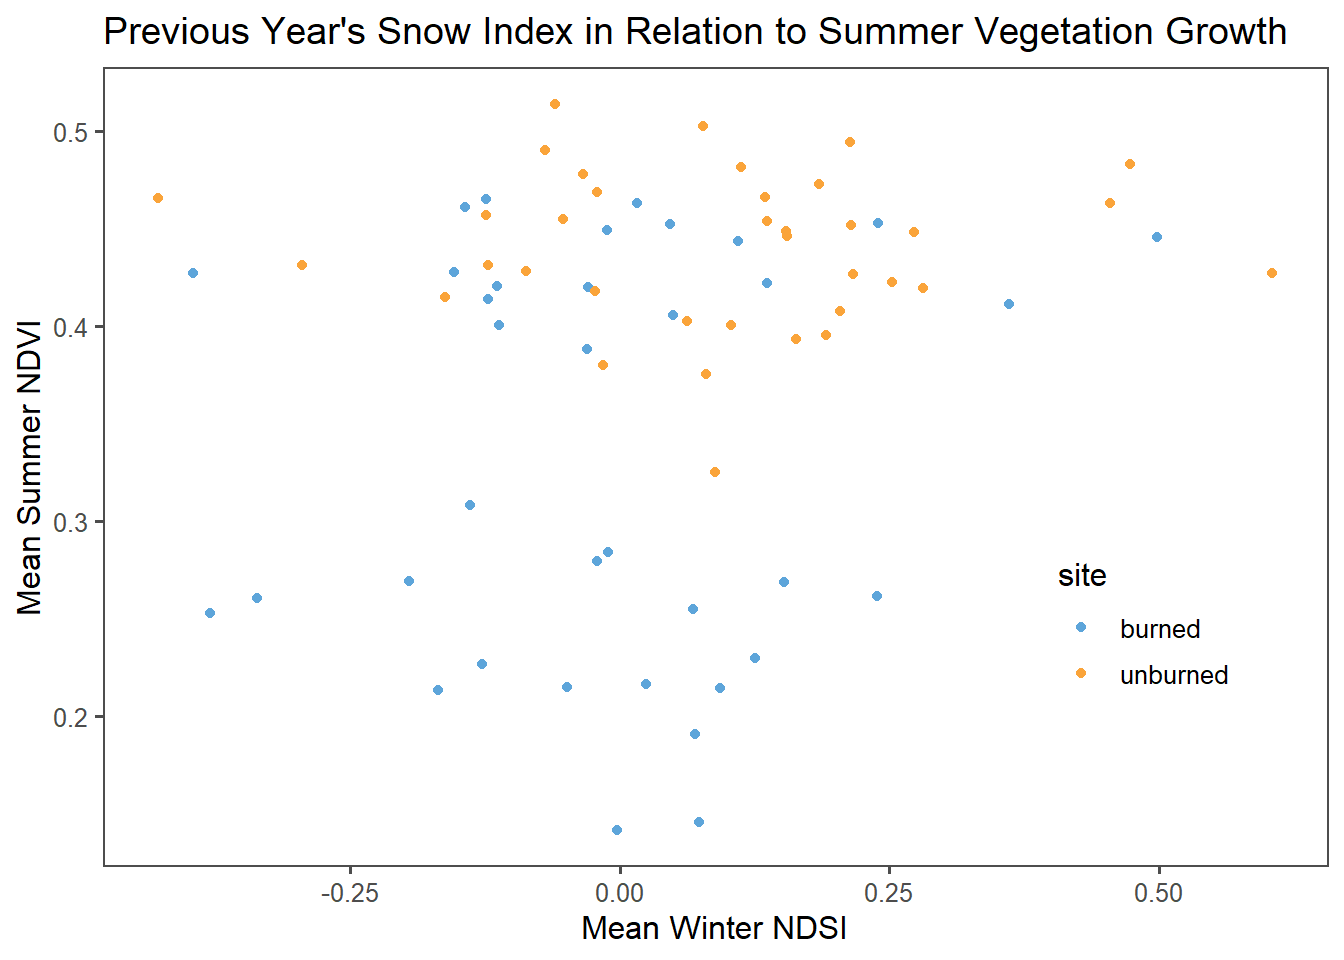 Previous Year's Snow Index in Relation to Summer Vegetation Growth
Mean Summer NDVI
0.5
0.4
0.3
0.2
site
burned
unburned
-0.25
0.00
0.25
0.50
Mean Winter NDSI